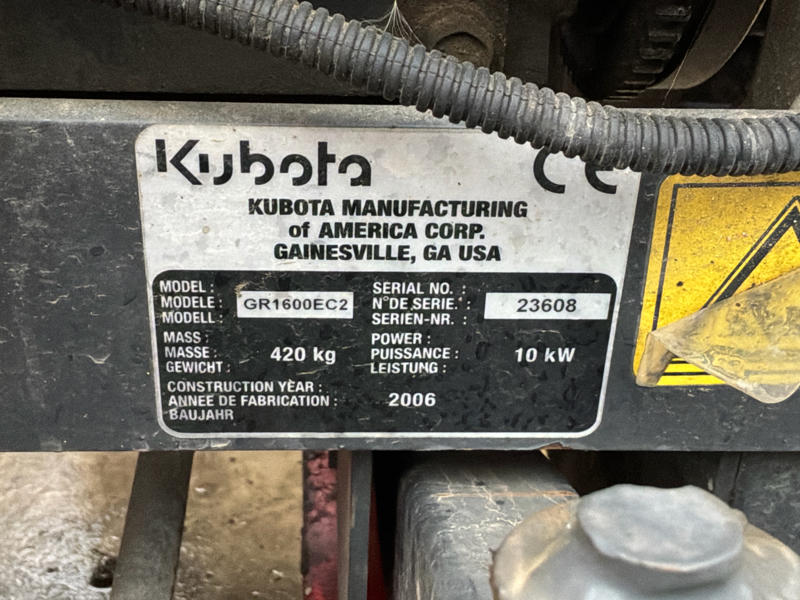 Kubota CE
KUBOTA MANUFACTURING
of AMERICA CORP.
GAINESVILLE, GA USA
MODEL :
MODELE :
MODELL :
GR1600EC2
SERIAL NO. :
N°DE SERIE. :
SERIEN-NR. :
23608
MASS :
MASSE :
GEWICHT :
420 kg
POWER :
PUISSANCE :
LEISTUNG :
10 kW
CONSTRUCTION YEAR :
ANNEE DE FABRICATION :
BAUJAHR
2006